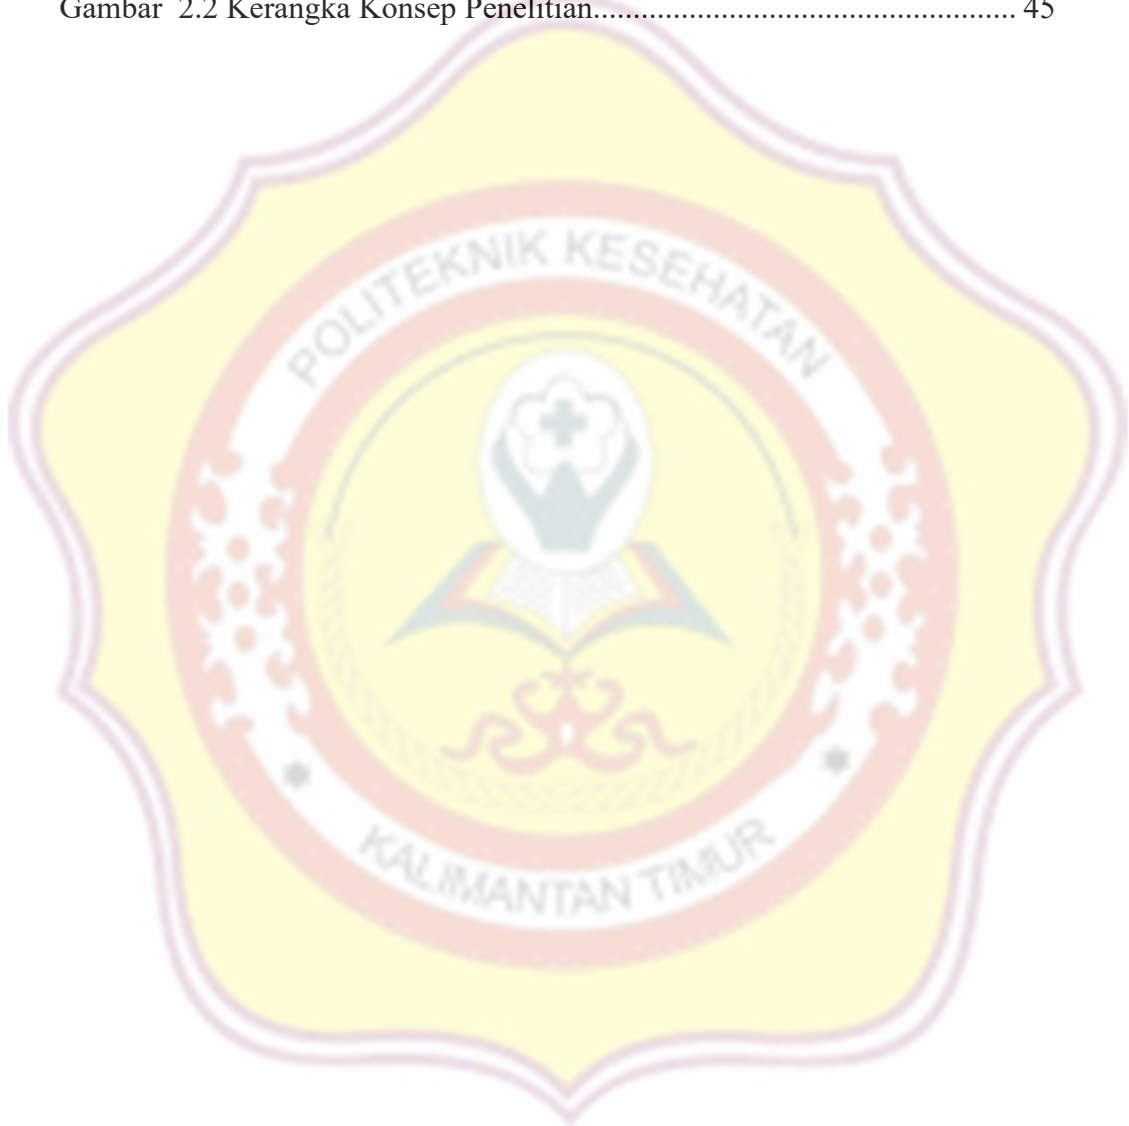 Gambar  2.2 Kerangka Konsep Penelitian..................................................... 45
POLITEKNIK KESEHATAN
KALIMANTAN TIMUR